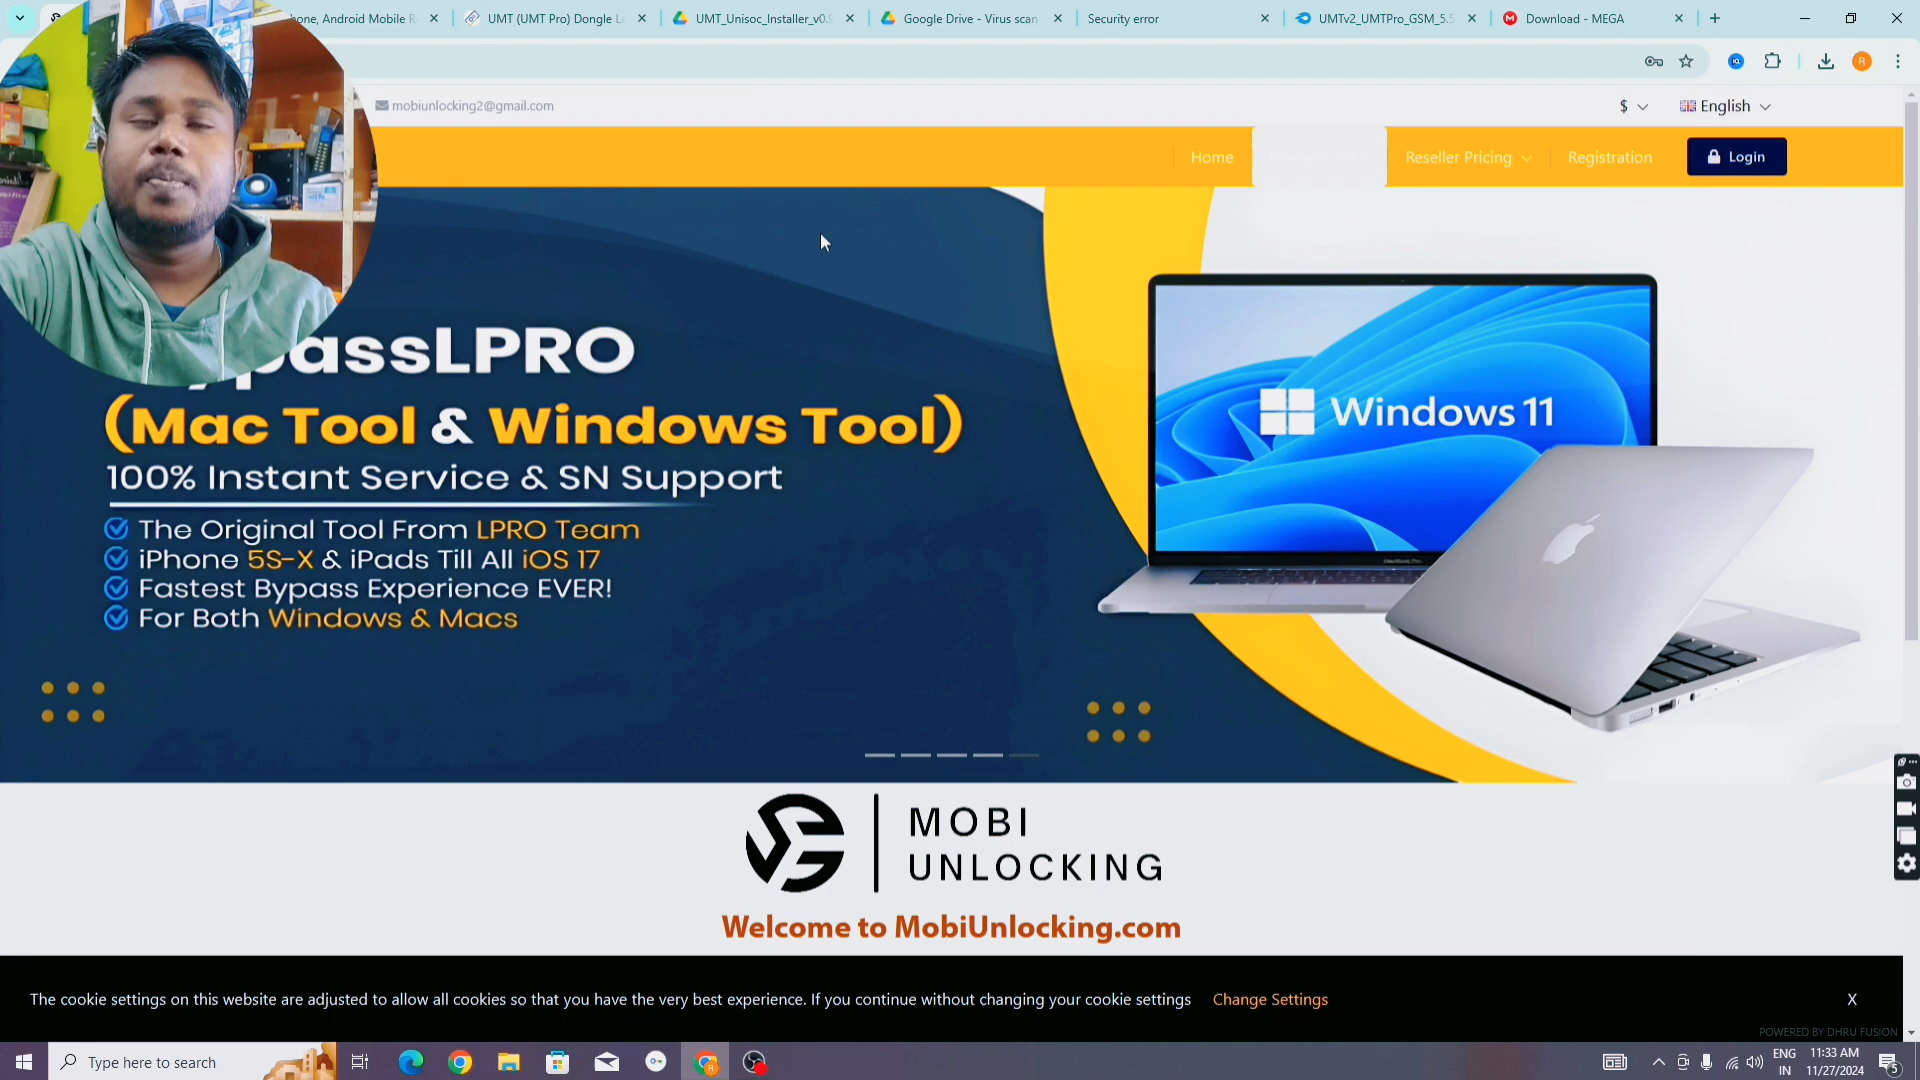 hone, Android Mobile R
UMT (UMT Pro) Dongle La
UMT_Unisoc_Installer_v0.9
Google Drive - Virus scan
Security error
UMTv2_UMTPro_GSM_5.5
Download - MEGA
R
mobiunlocking2@gmail.com
$
English
Home
Reseller Pricing
Registration
Login
passLPRO
(Mac Tool & Windows Tool)
100% Instant Service & SN Support
The Original Tool From LPRO Team
iPhone 5S-X & iPads Till All iOS 17
Fastest Bypass Experience EVER!
For Both Windows & Macs
Windows 11
MOBI
UNLOCKING
Welcome to MobiUnlocking.com
The cookie settings on this website are adjusted to allow all cookies so that you have the very best experience. If you continue without changing your cookie settings
Change Settings
X
POWERED BY DHRU FUSION
Type here to search
ENG
IN
11:33 AM
11/27/2024
5